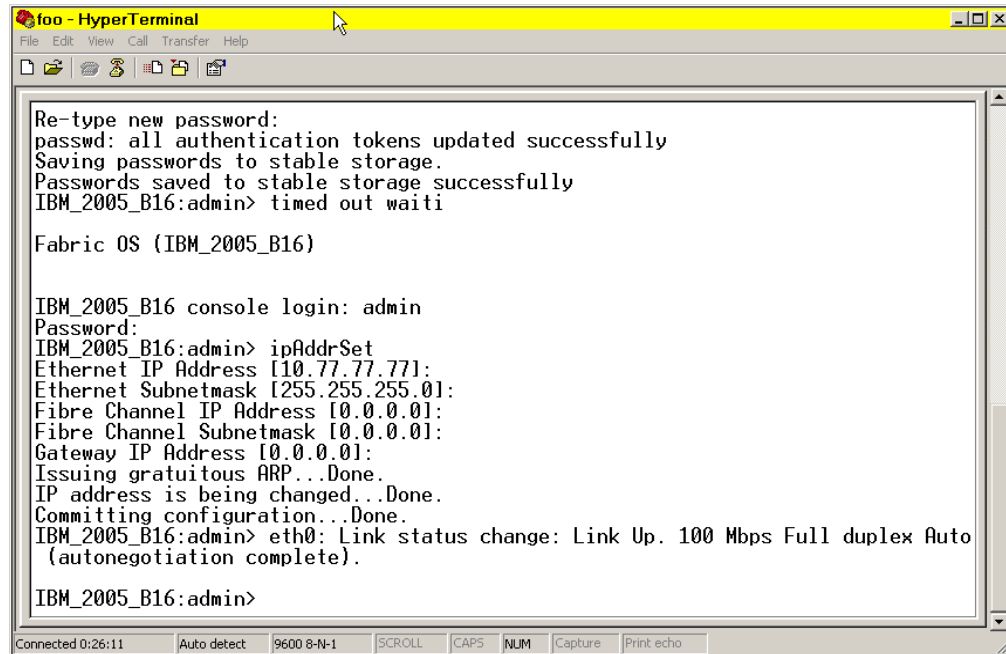 foo - HyperTerminal
File Edit View Call Transfer Help
Re-type new password:
passwd: all authentication tokens updated successfully
Saving passwords to stable storage.
Passwords saved to stable storage successfully
IBM_2005_B16:admin> timed out waiti
Fabric OS (IBM_2005_B16)
IBM_2005_B16 console login: admin
Password:
IBM_2005_B16:admin> ipAddrSet
Ethernet IP Address [10.77.77.77]:
Ethernet Subnetmask [255.255.255.0]:
Fibre Channel IP Address [0.0.0.0]:
Fibre Channel Subnetmask [0.0.0.0]:
Gateway IP Address [0.0.0.0]:
Issuing gratuitous ARP...Done.
IP address is being changed...Done.
Committing configuration...Done.
IBM_2005_B16:admin> eth0: Link status change: Link Up. 100 Mbps Full duplex Auto
(autonegotiation complete).
IBM_2005_B16:admin>
Connected 0:26:11 Auto detect 9600 8-N-1 SCROLL CAPS NUM Capture Print echo